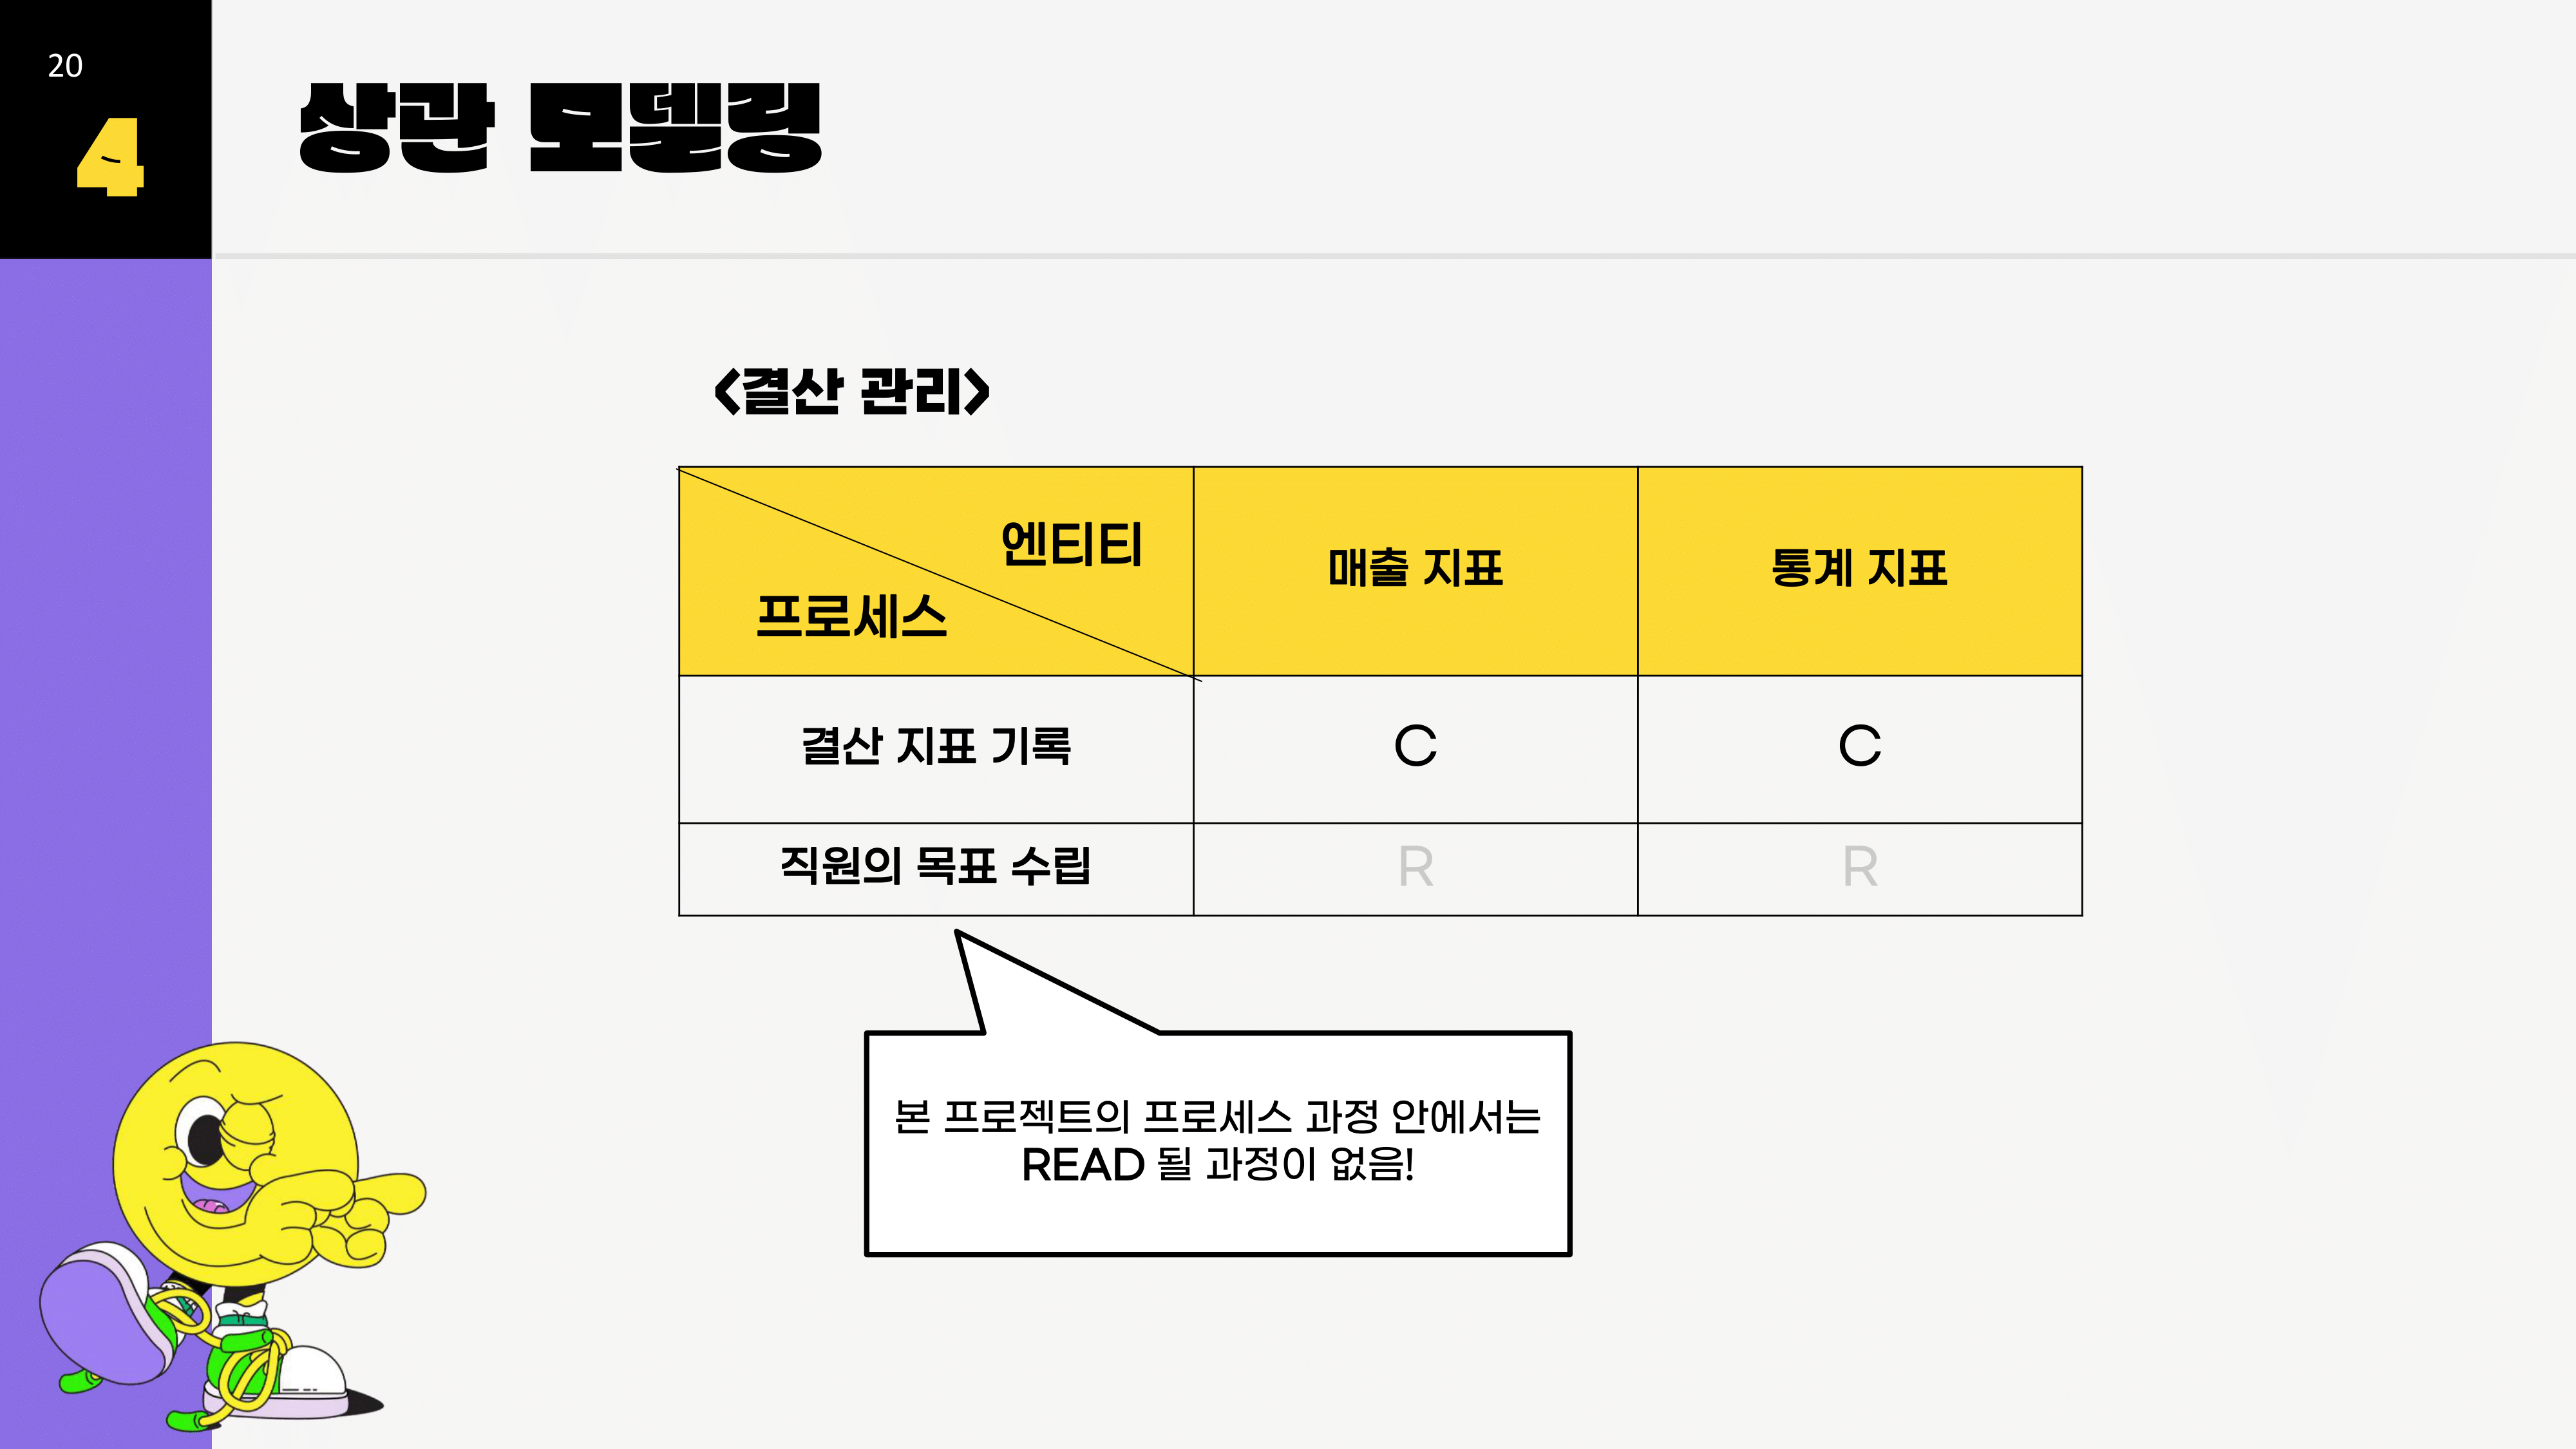 20
4
상관 모델링
<결산 관리>
엔티티
프로세스
매출 지표
통계 지표
결산 지표 기록
C
C
직원의 목표 수립
R
R
본 프로젝트의 프로세스 과정 안에서는
READ 될 과정이 없음!